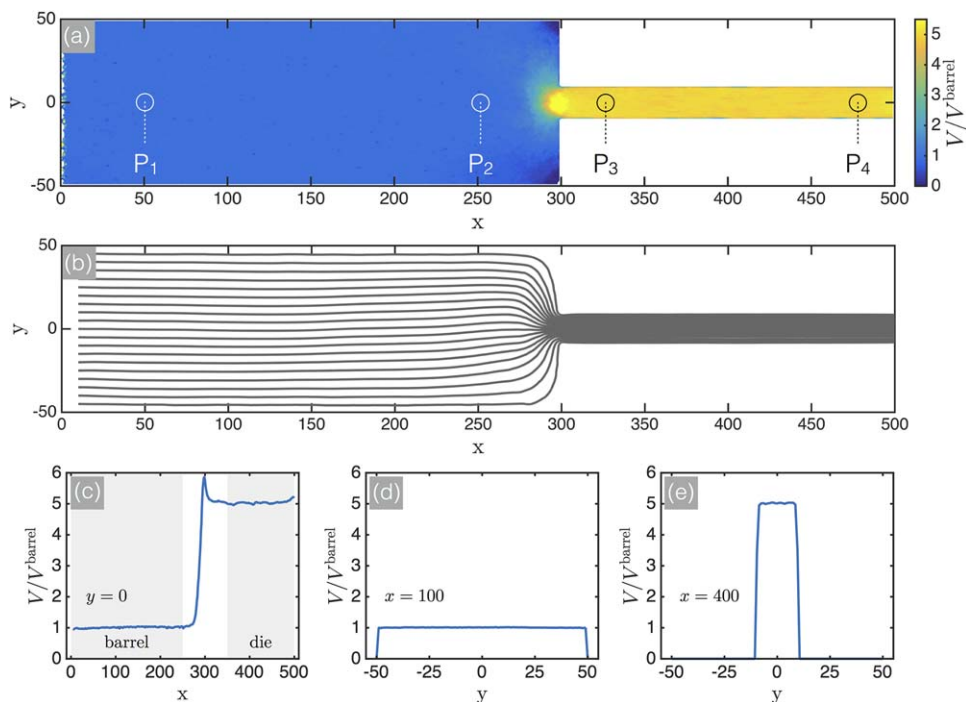 (a)
50
y
0
-50
P₁
P₂
P₃
P₄
0
50
100
150
200
250
300
350
400
450
500
x
5
4
3
2
1
0
V/V^barrel
(b)
50
y
0
-50
0
50
100
150
200
250
300
350
400
450
500
x
(c)
6
5
4
3
2
1
0
V/V^barrel
y = 0
barrel
die
0
100
200
300
400
500
x
(d)
6
5
4
3
2
1
0
V/V^barrel
x = 100
-50
-25
0
25
50
y
(e)
6
5
4
3
2
1
0
V/V^barrel
x = 400
-50
-25
0
25
50
y